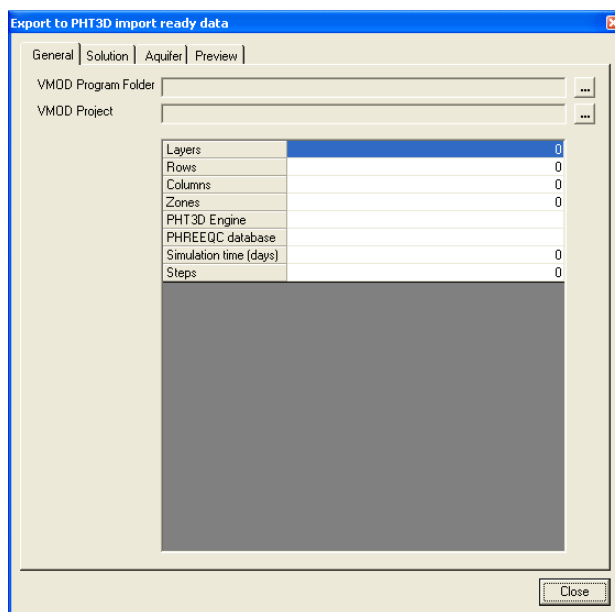 Export to PHT3D import ready data
General Solution Aquifer Preview
VMOD Program Folder ...
VMOD Project ...
Layers 0
Rows 0
Columns 0
Zones 0
PHT3D Engine
PHREEQC database
Simulation time (days) 0
Steps 0
Close